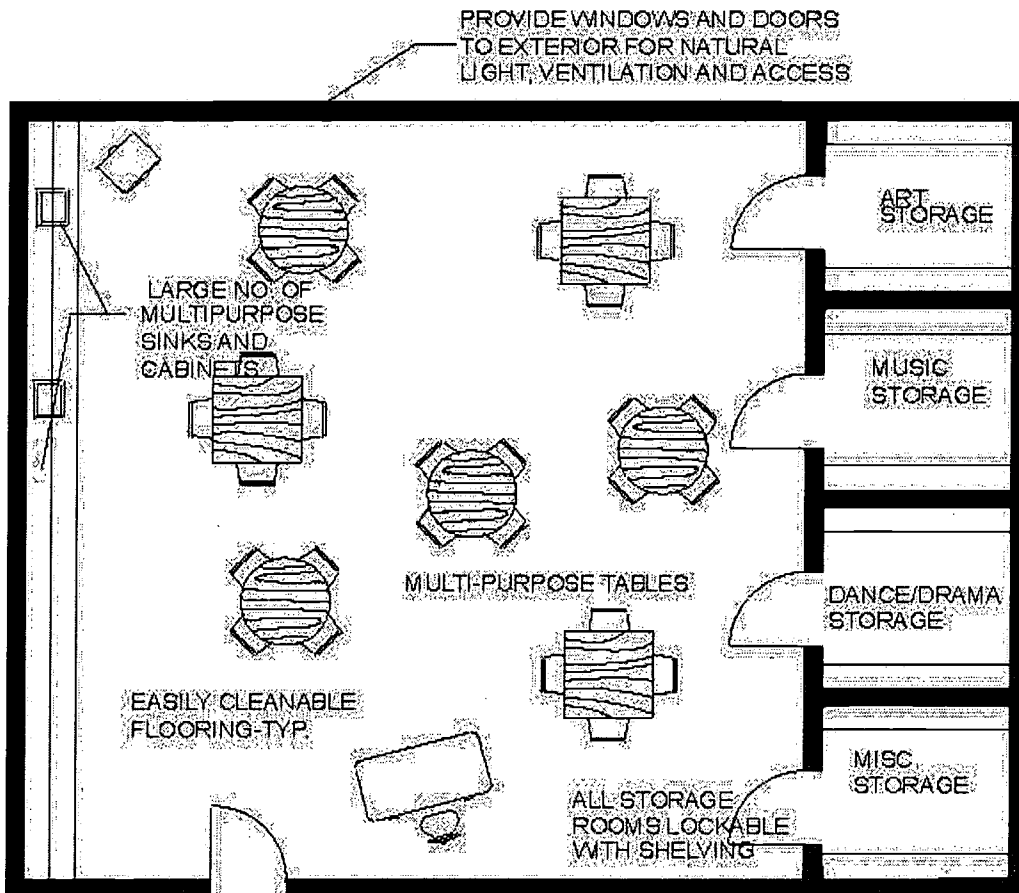 PROVIDE WINDOWS AND DOORS
TO EXTERIOR FOR NATURAL
LIGHT, VENTILATION AND ACCESS
ART
STORAGE
LARGE NO. OF
MULTIPURPOSE
SINKS AND
CABINETS
MUSIC
STORAGE
MULTI-PURPOSE TABLES
DANCE/DRAMA
STORAGE
EASILY CLEANABLE
FLOORING-TYP.
MISC.
STORAGE
ALL STORAGE
ROOMS LOCKABLE
WITH SHELVING